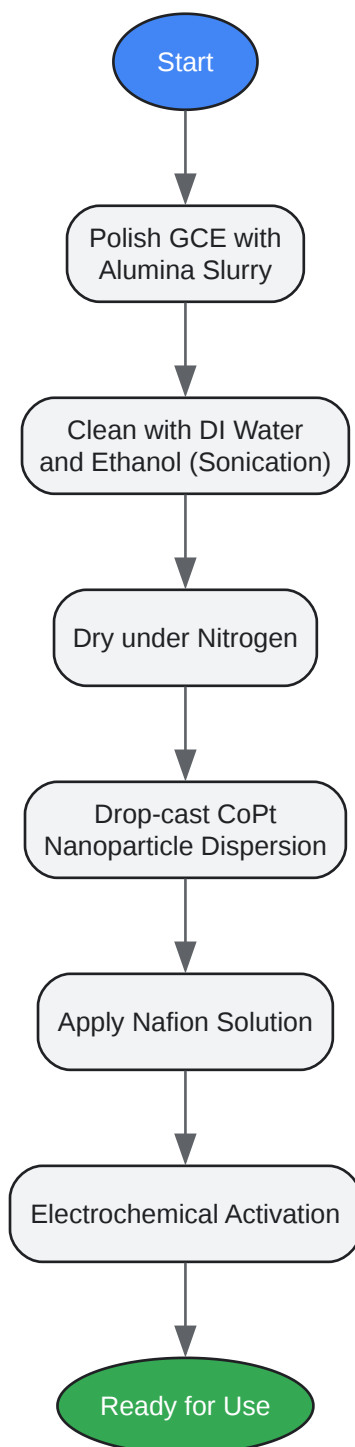 Start
Polish GCE with
Alumina Slurry
Clean with DI Water
and Ethanol (Sonication)
Dry under Nitrogen
Drop-cast CoPt
Nanoparticle Dispersion
Apply Nafion Solution
Electrochemical Activation
Ready for Use